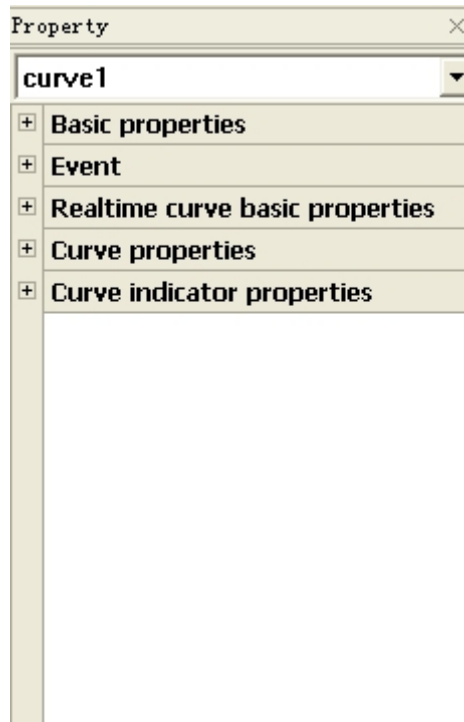 Property
curve1
Basic properties
Event
Realtime curve basic properties
Curve properties
Curve indicator properties